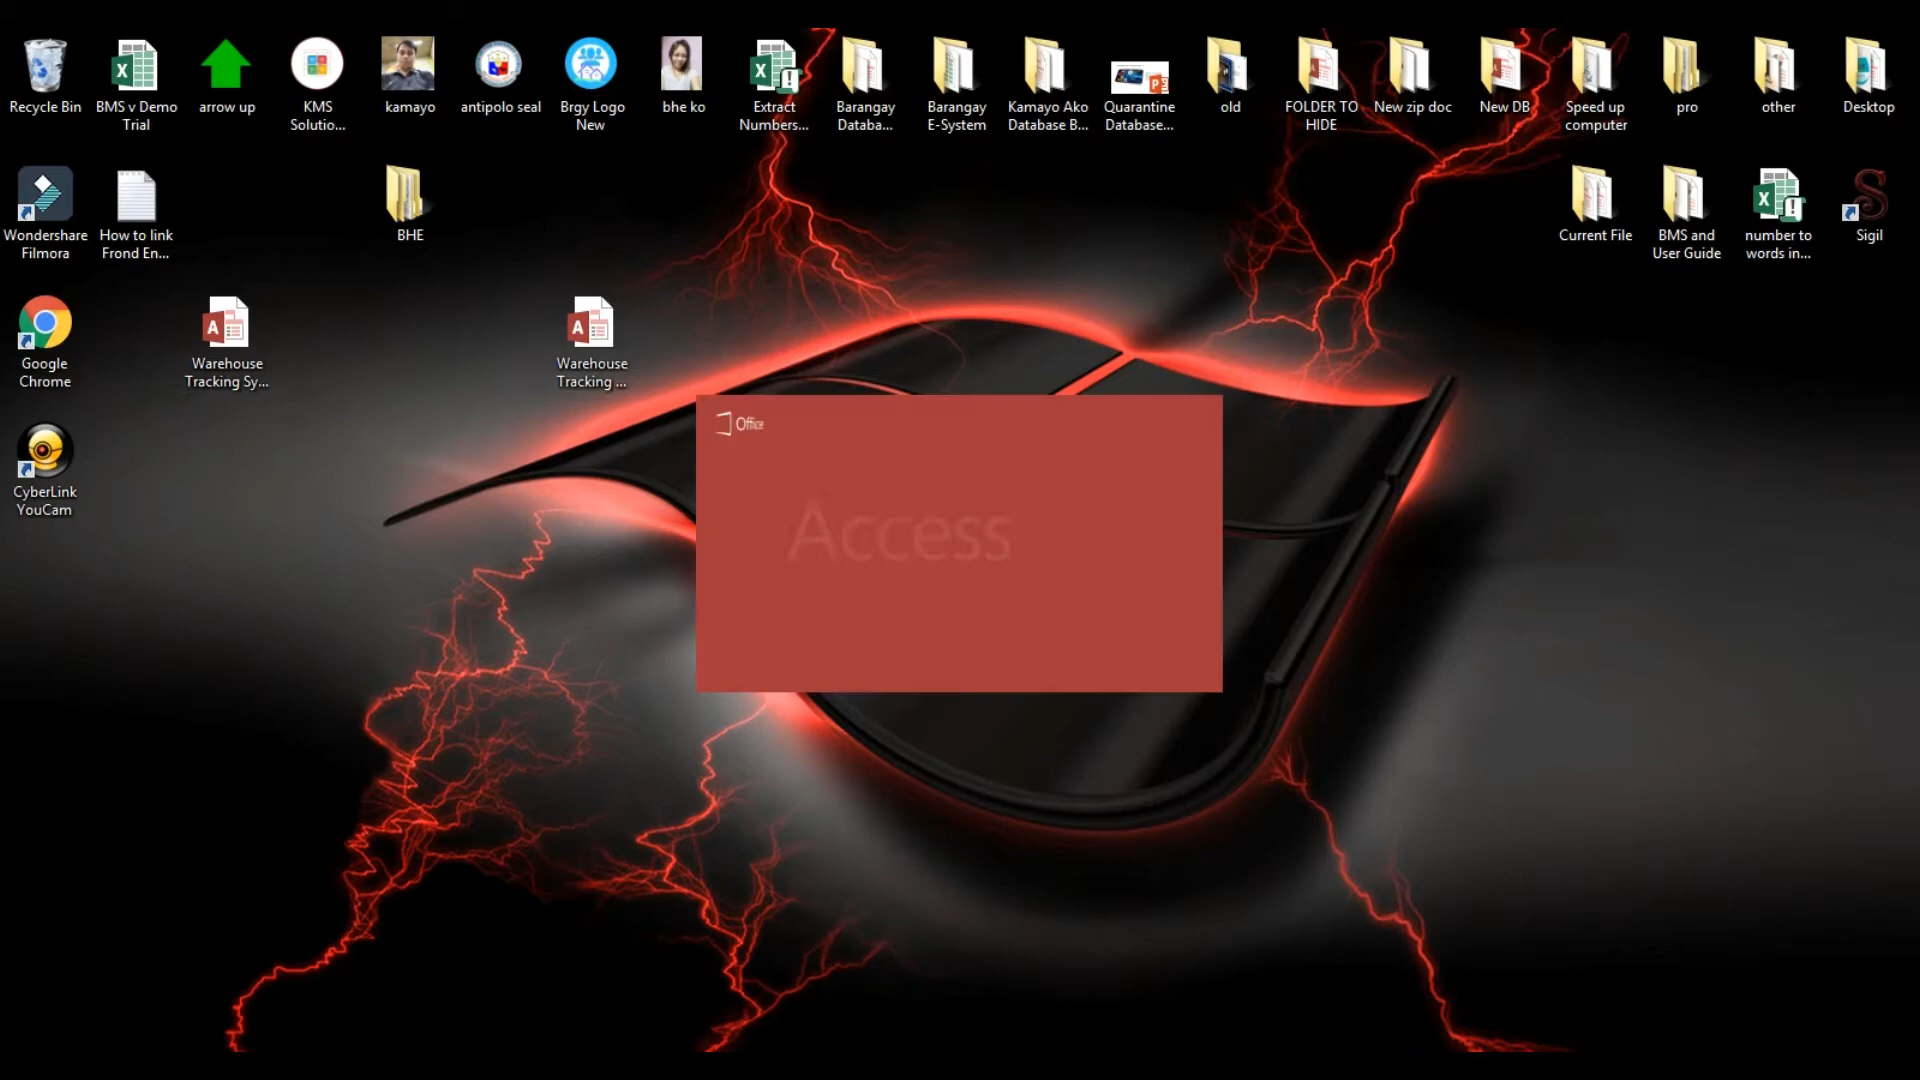 Recycle Bin
BMS v Demo
Trial
arrow up
KMS
Solutio...
kamayo
antipolo seal
Brgy Logo
New
bhe ko
Extract
Numbers...
Barangay
Databa...
Barangay
E-System
Kamayo Ako
Database B...
Quarantine
Database...
old
FOLDER TO
HIDE
New zip doc
New DB
Speed up
computer
pro
other
Desktop
Wondershare
Filmora
How to link
Frond En...
BHE
Current File
BMS and
User Guide
number to
words in...
Sigil
Google
Chrome
Warehouse
Tracking Sy...
Warehouse
Tracking ...
Office
Access
CyberLink
YouCam